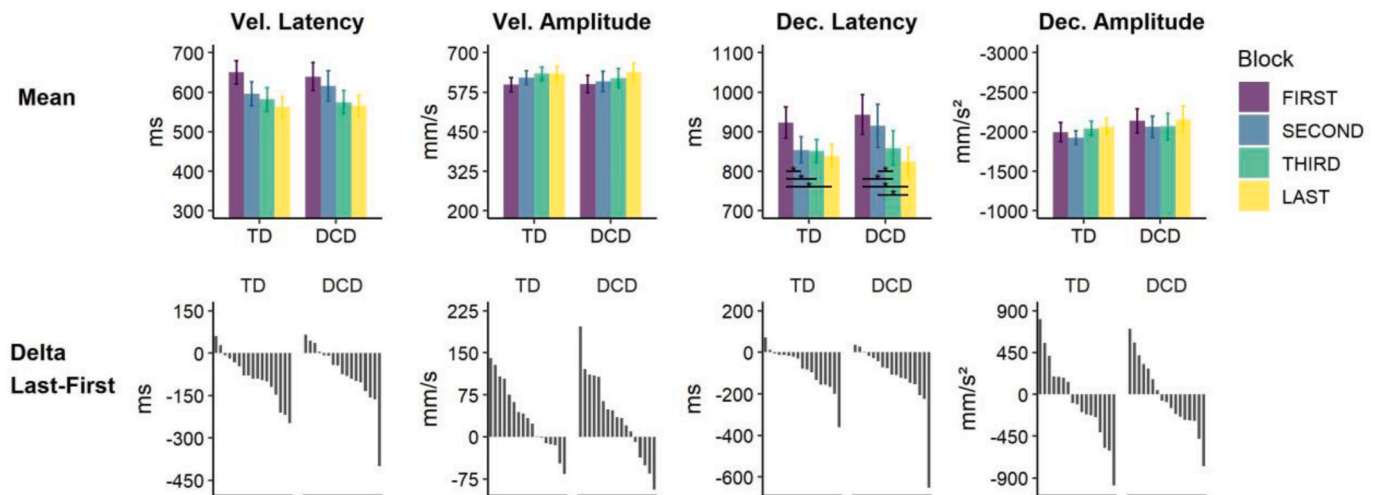 Vel. Latency
Vel. Amplitude
Dec. Latency
Dec. Amplitude
Mean
ms
700
600
500
400
300
TD
DCD
mm/s
700
575
450
325
200
TD
DCD
ms
1100
1000
900
800
700
* * * * * * *
TD
DCD
mm/s²
-3000
-2500
-2000
-1500
-1000
TD
DCD
Block
FIRST
SECOND
THIRD
LAST
Delta
Last-First
TD
DCD
ms
150
0
-150
-300
-450
TD
DCD
mm/s
225
150
75
0
-75
TD
DCD
ms
200
0
-200
-400
-600
TD
DCD
mm/s²
900
450
0
-450
-900